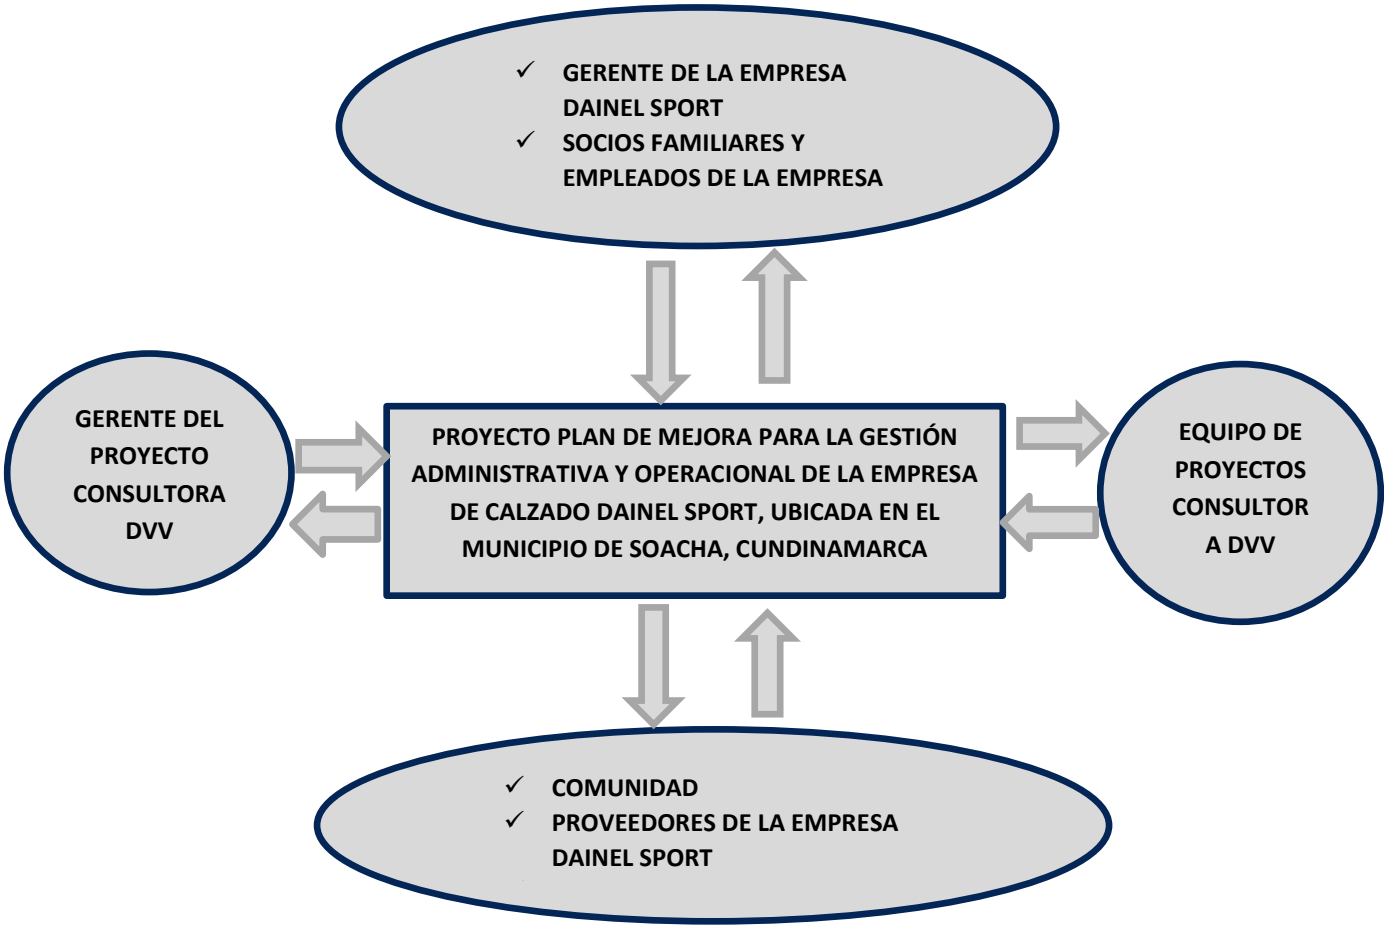 ✓ GERENTE DE LA EMPRESA
DAINEL SPORT
✓ SOCIOS FAMILIARES Y
EMPLEADOS DE LA EMPRESA
GERENTE DEL
PROYECTO
CONSULTORA
DVV
PROYECTO PLAN DE MEJORA PARA LA GESTIÓN
ADMINISTRATIVA Y OPERACIONAL DE LA EMPRESA
DE CALZADO DAINEL SPORT, UBICADA EN EL
MUNICIPIO DE SOACHA, CUNDINAMARCA
EQUIPO DE
PROYECTOS
CONSULTOR
A DVV
✓ COMUNIDAD
✓ PROVEEDORES DE LA EMPRESA
DAINEL SPORT